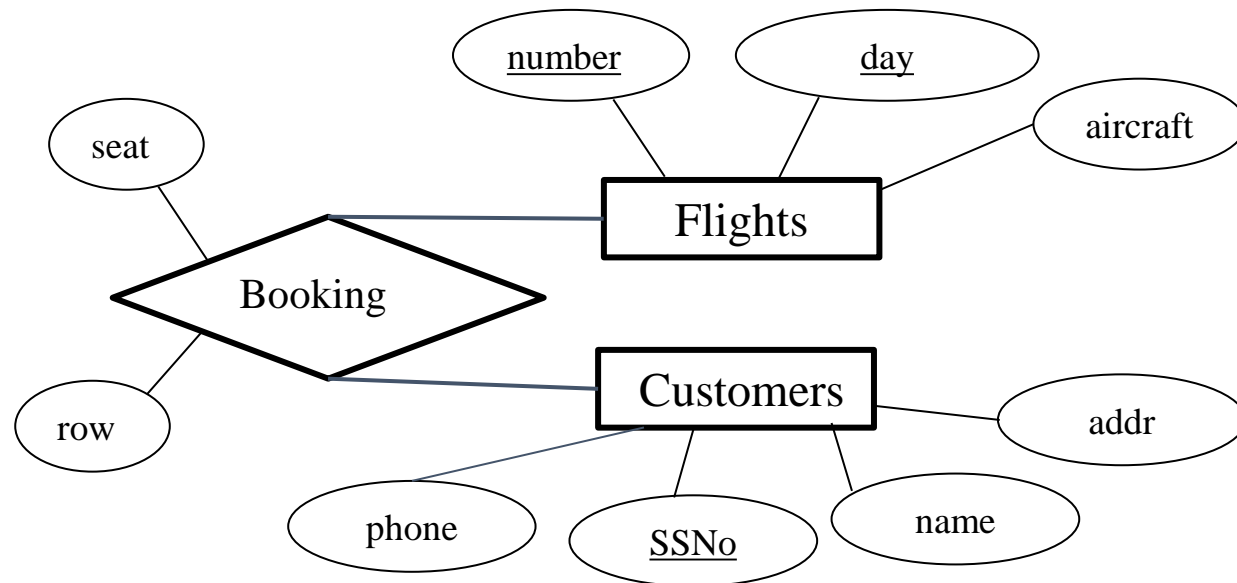 number
day
aircraft
seat
Flights
Booking
Customers
row
addr
phone
SSNo
name